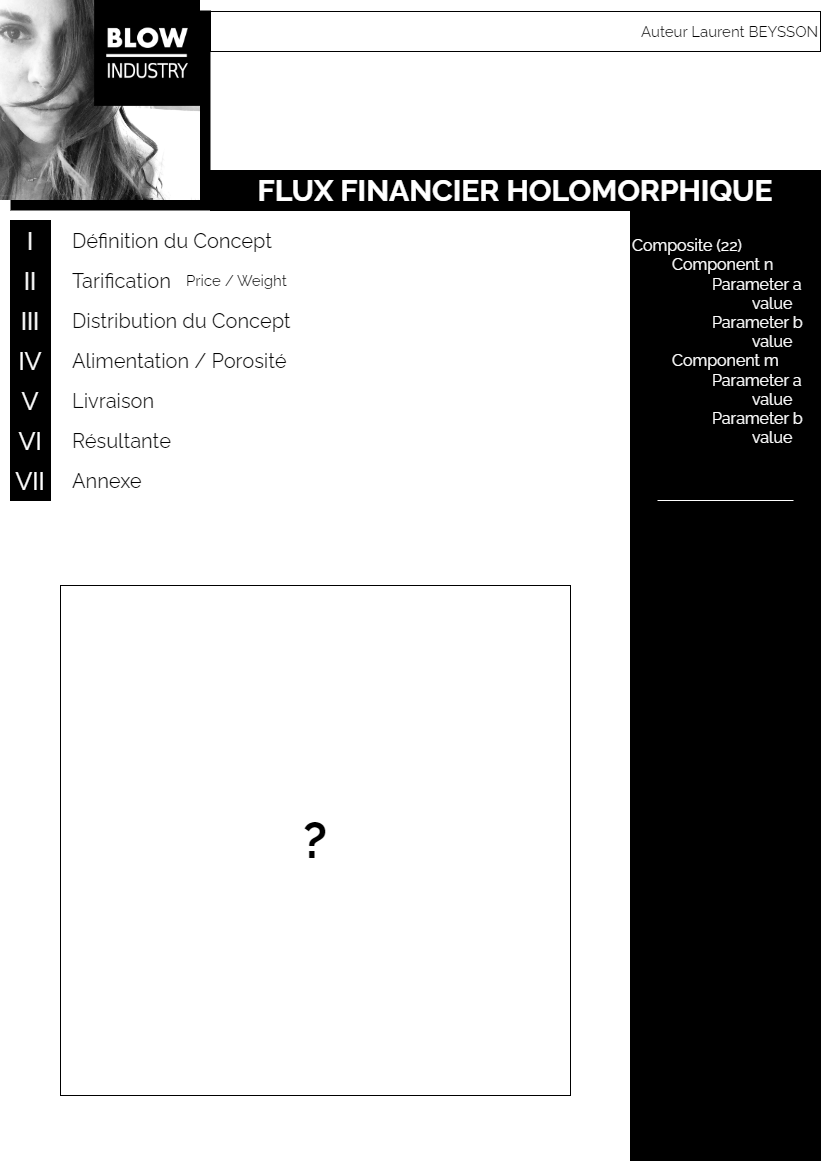 BLOW
INDUSTRY
Auteur Laurent BEYSSON
FLUX FINANCIER HOLOMORPHIQUE
I Définition du Concept
II Tarification Price / Weight
III Distribution du Concept
IV Alimentation / Porosité
V Livraison
VI Résultante
VII Annexe
Composite (22)
Component n
Parameter a
value
Parameter b
value
Component m
Parameter a
value
Parameter b
value
?